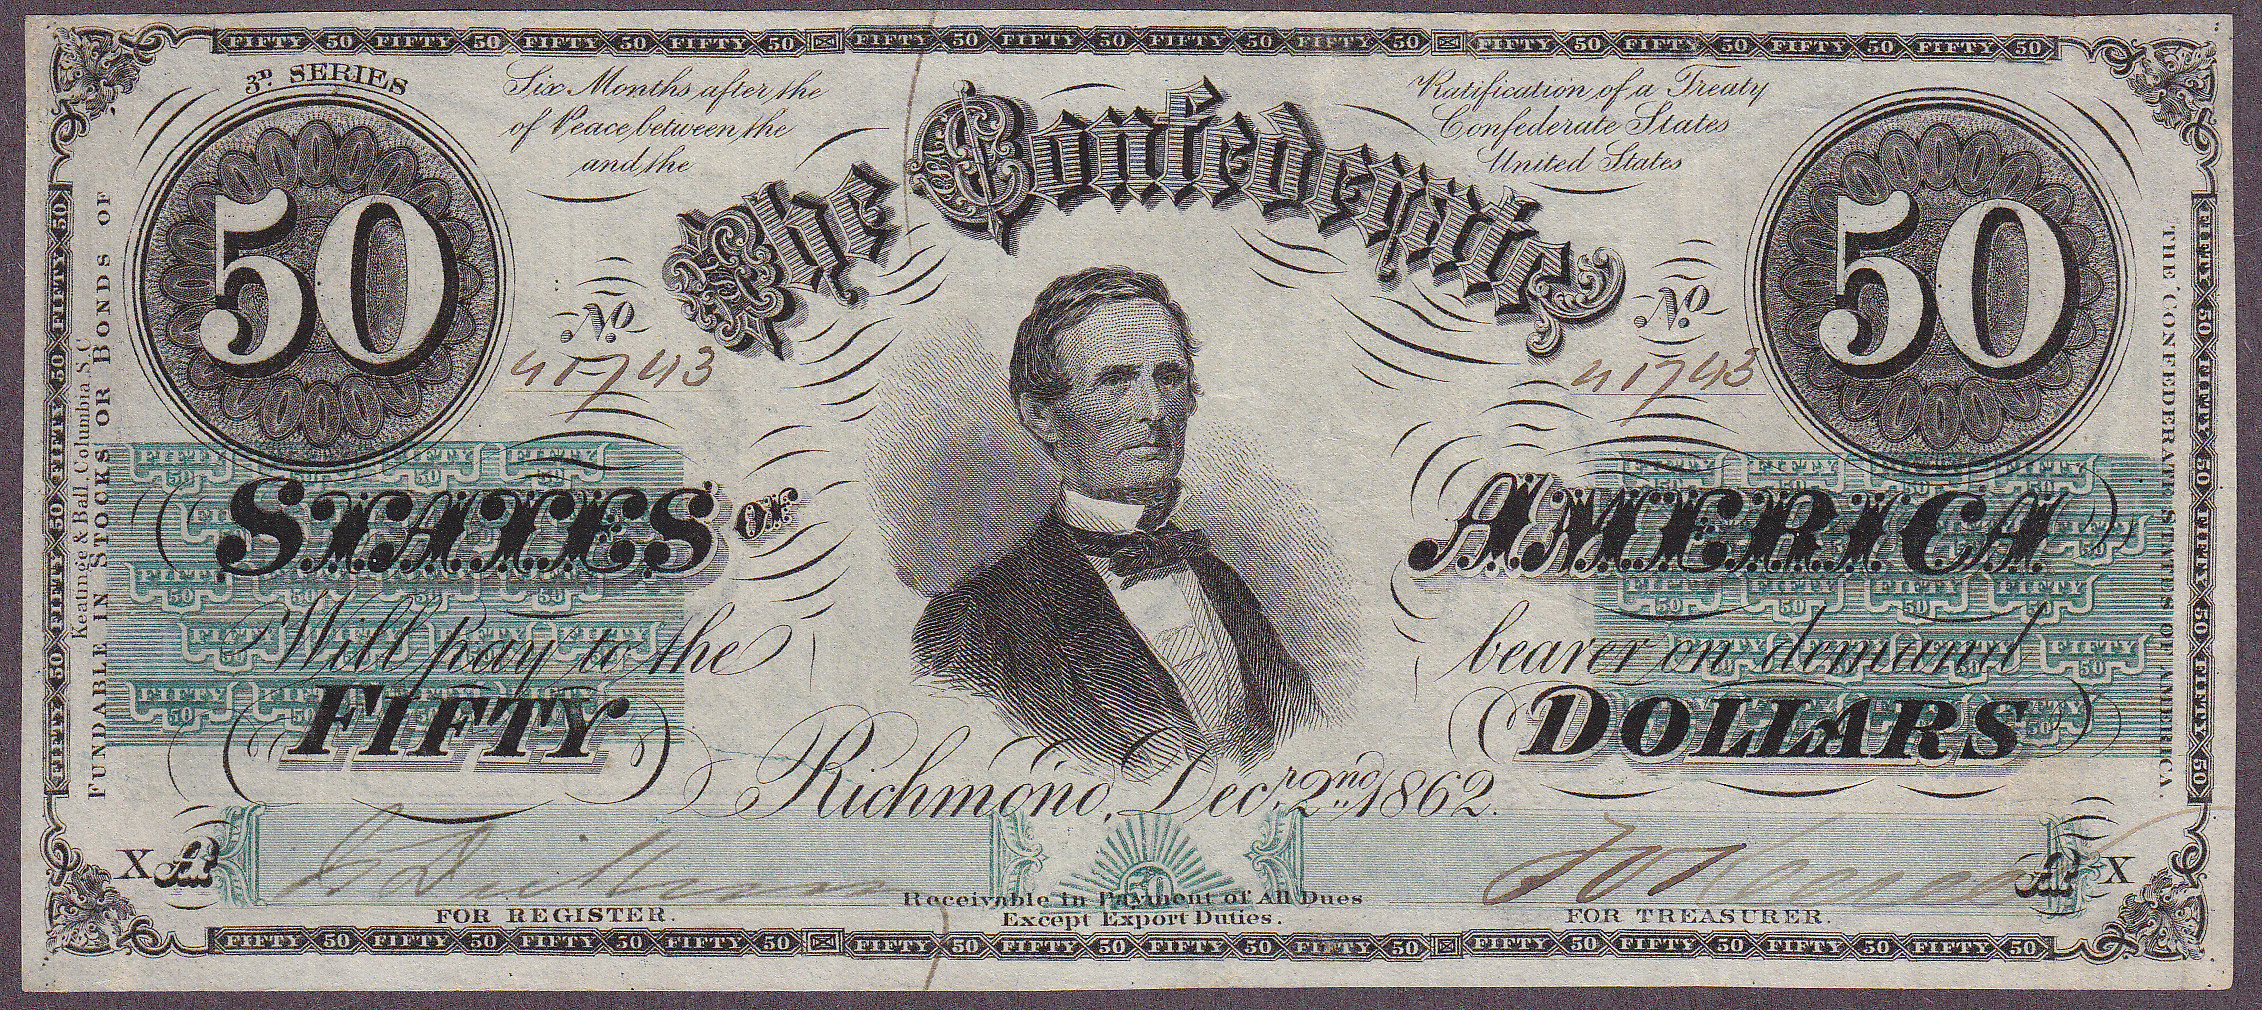 FIFTY 50 FIFTY 50 FIFTY 50 FIFTY 50 FIFTY 50 FIFTY 50 FIFTY 50 FIFTY 50 FIFTY 50 FIFTY 50 FIFTY 50 FIFTY 50
3D SERIES
50
Six Months after the Ratification of a Treaty
of Peace between the Confederate States
and the United States
50
The Confederate
No
41743
No
41743
STATES OF AMERICA
Will pay to the bearer on demand
FIFTY DOLLARS
Richmond, Decr. 2nd 1862.
X A
A X
FOR REGISTER.
Receivable in Payment of All Dues
Except Export Duties.
FOR TREASURER.
FUNDABLE IN STOCKS OR BONDS OF
THE CONFEDERATE STATES OF AMERICA.
Keatinge & Ball, Columbia S.C
FIFTY 50 FIFTY 50 FIFTY 50 FIFTY 50 FIFTY 50 FIFTY 50 FIFTY 50 FIFTY 50 FIFTY 50 FIFTY 50 FIFTY 50 FIFTY 50